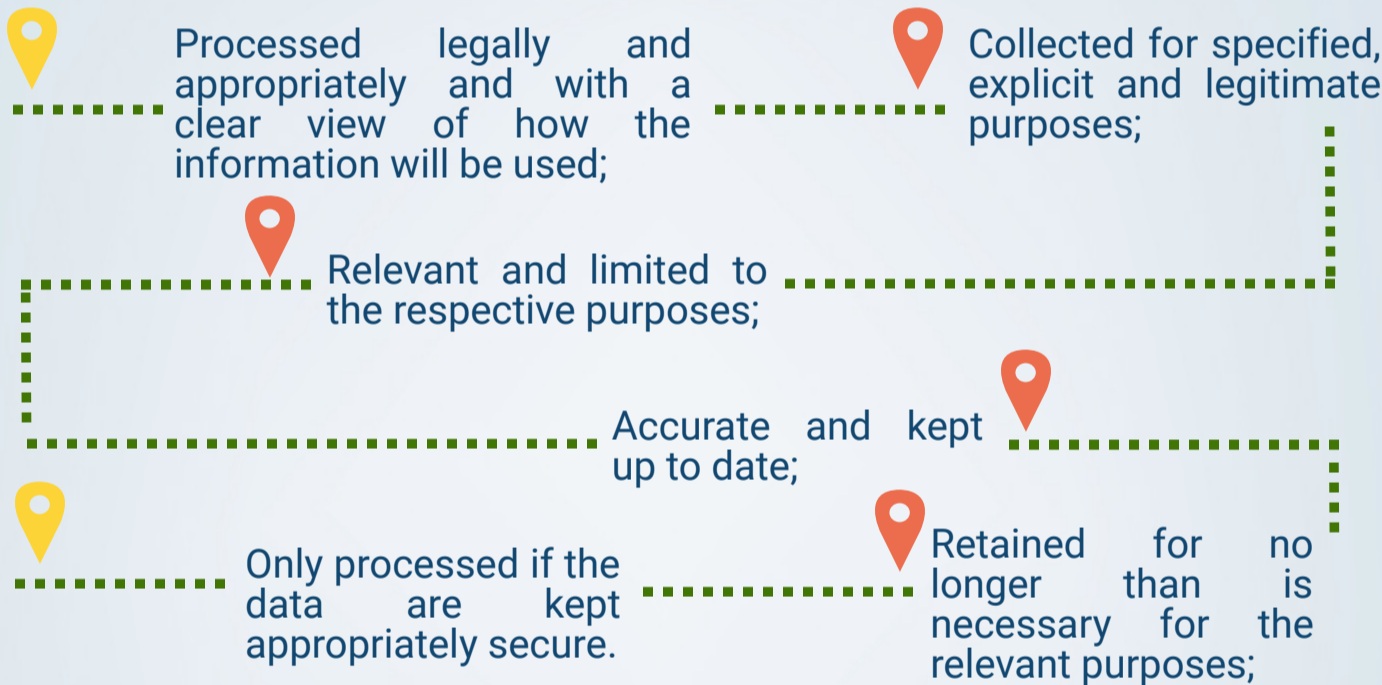 Processed legally and
appropriately and with a
clear view of how the
information will be used;
Collected for specified,
explicit and legitimate
purposes;
Relevant and limited to
the respective purposes;
Accurate and kept
up to date;
Retained for no
longer than is
necessary for the
relevant purposes;
Only processed if the
data are kept
appropriately secure.